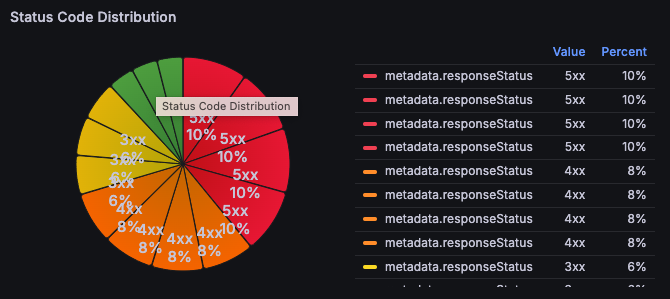 Status Code Distribution
Value Percent
metadata.responseStatus 5xx 10%
metadata.responseStatus 5xx 10%
metadata.responseStatus 5xx 10%
metadata.responseStatus 5xx 10%
metadata.responseStatus 4xx 8%
metadata.responseStatus 4xx 8%
metadata.responseStatus 4xx 8%
metadata.responseStatus 4xx 8%
metadata.responseStatus 3xx 6%
Status Code Distribution
5xx
10%
5xx
10%
5xx
10%
5xx
10%
4xx
8%
4xx
8%
4xx
8%
4xx
8%
3xx
6%
3xx
6%
3xx
6%